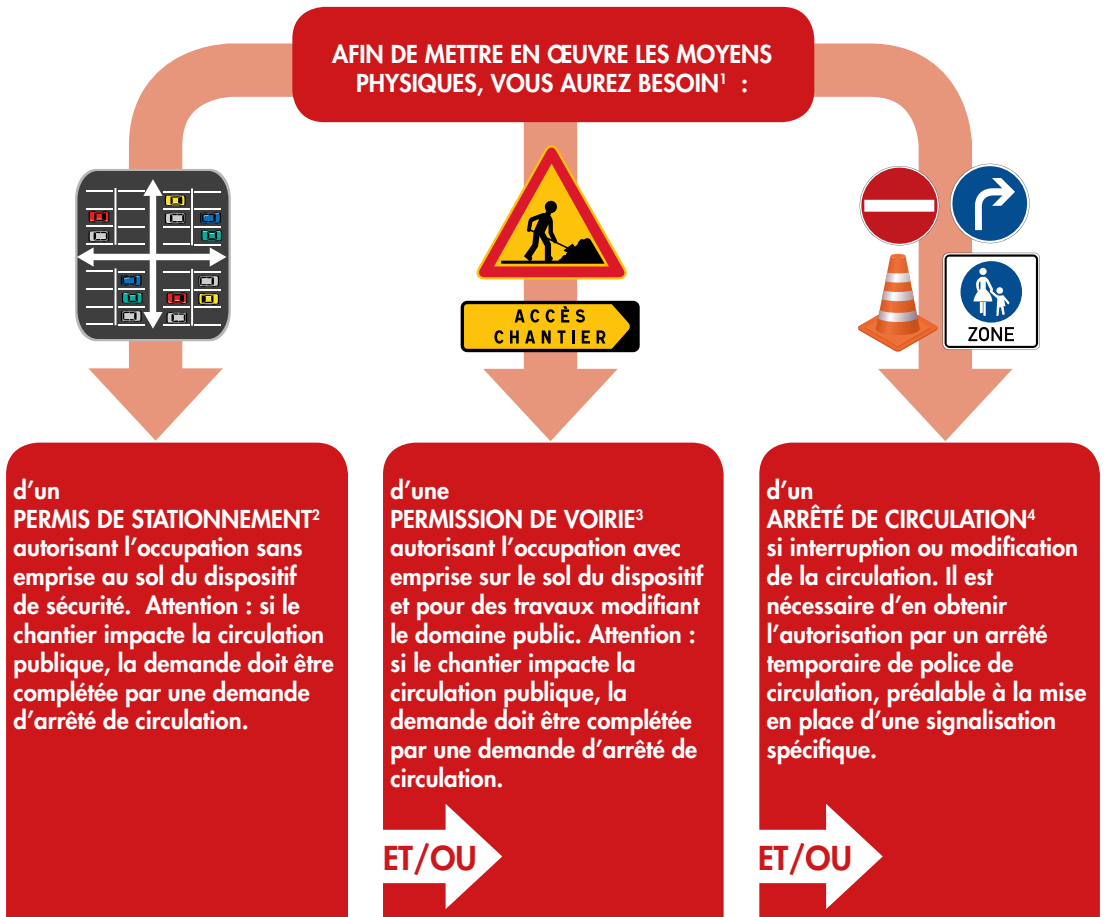 AFIN DE METTRE EN ŒUVRE LES MOYENS
PHYSIQUES, VOUS AUREZ BESOIN¹ :
ACCÈS
CHANTIER
ZONE
d’un
PERMIS DE STATIONNEMENT²
autorisant l’occupation sans
emprise au sol du dispositif
de sécurité. Attention : si le
chantier impacte la circulation
publique, la demande doit être
complétée par une demande
d’arrêté de circulation.
d’une
PERMISSION DE VOIRIE³
autorisant l’occupation avec
emprise sur le sol du dispositif
et pour des travaux modifiant
le domaine public. Attention :
si le chantier impacte la
circulation publique, la
demande doit être complétée
par une demande d’arrêté de
circulation.
ET/OU
d’un
ARRÊTÉ DE CIRCULATION⁴
si interruption ou modification
de la circulation. Il est
nécessaire d’en obtenir
l’autorisation par un arrêté
temporaire de police de
circulation, préalable à la mise
en place d’une signalisation
spécifique.
ET/OU